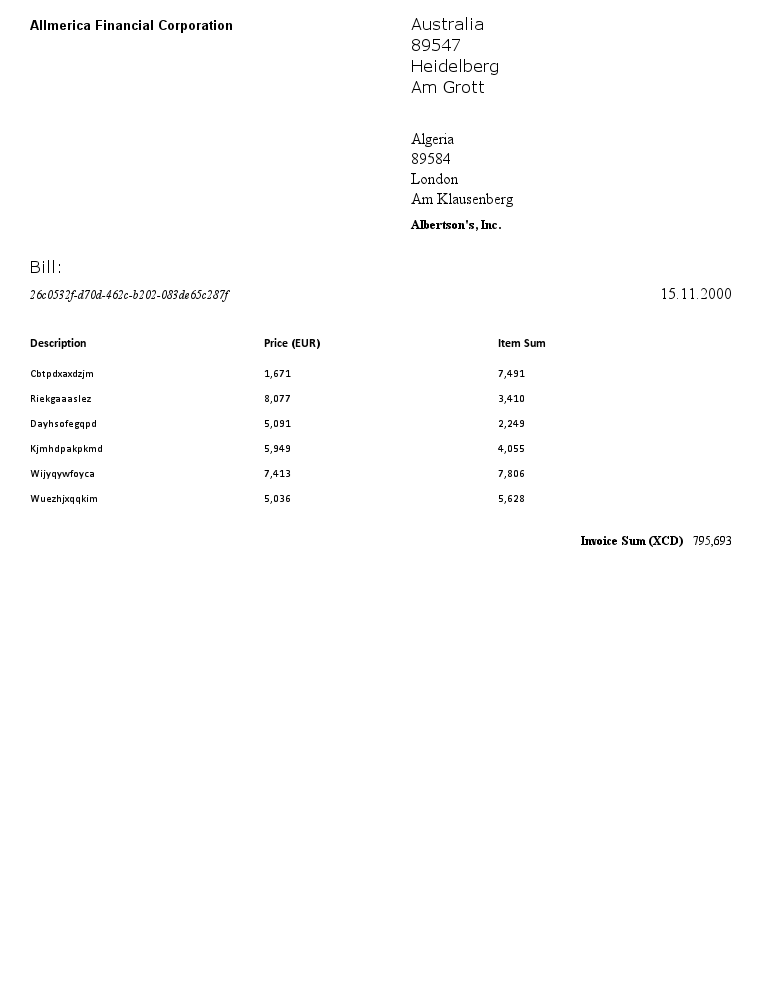 Allmerica Financial Corporation
Australia
89547
Heidelberg
Am Grott
Algeria
89584
London
Am Klausenberg
Albertson's, Inc.
Bill:
26c0532f-d70d-462c-b202-083de65c287f 15.11.2000
Description Price (EUR) Item Sum
Cbtpdxaxdzjm 1,671 7,491
Riekgaaaslez 8,077 3,410
Dayhsofegqpd 5,091 2,249
Kjmhdpakpkmd 5,949 4,055
Wijyqywfoyca 7,413 7,806
Wuezhjxqqkim 5,036 5,628
Invoice Sum (XCD) 795,693